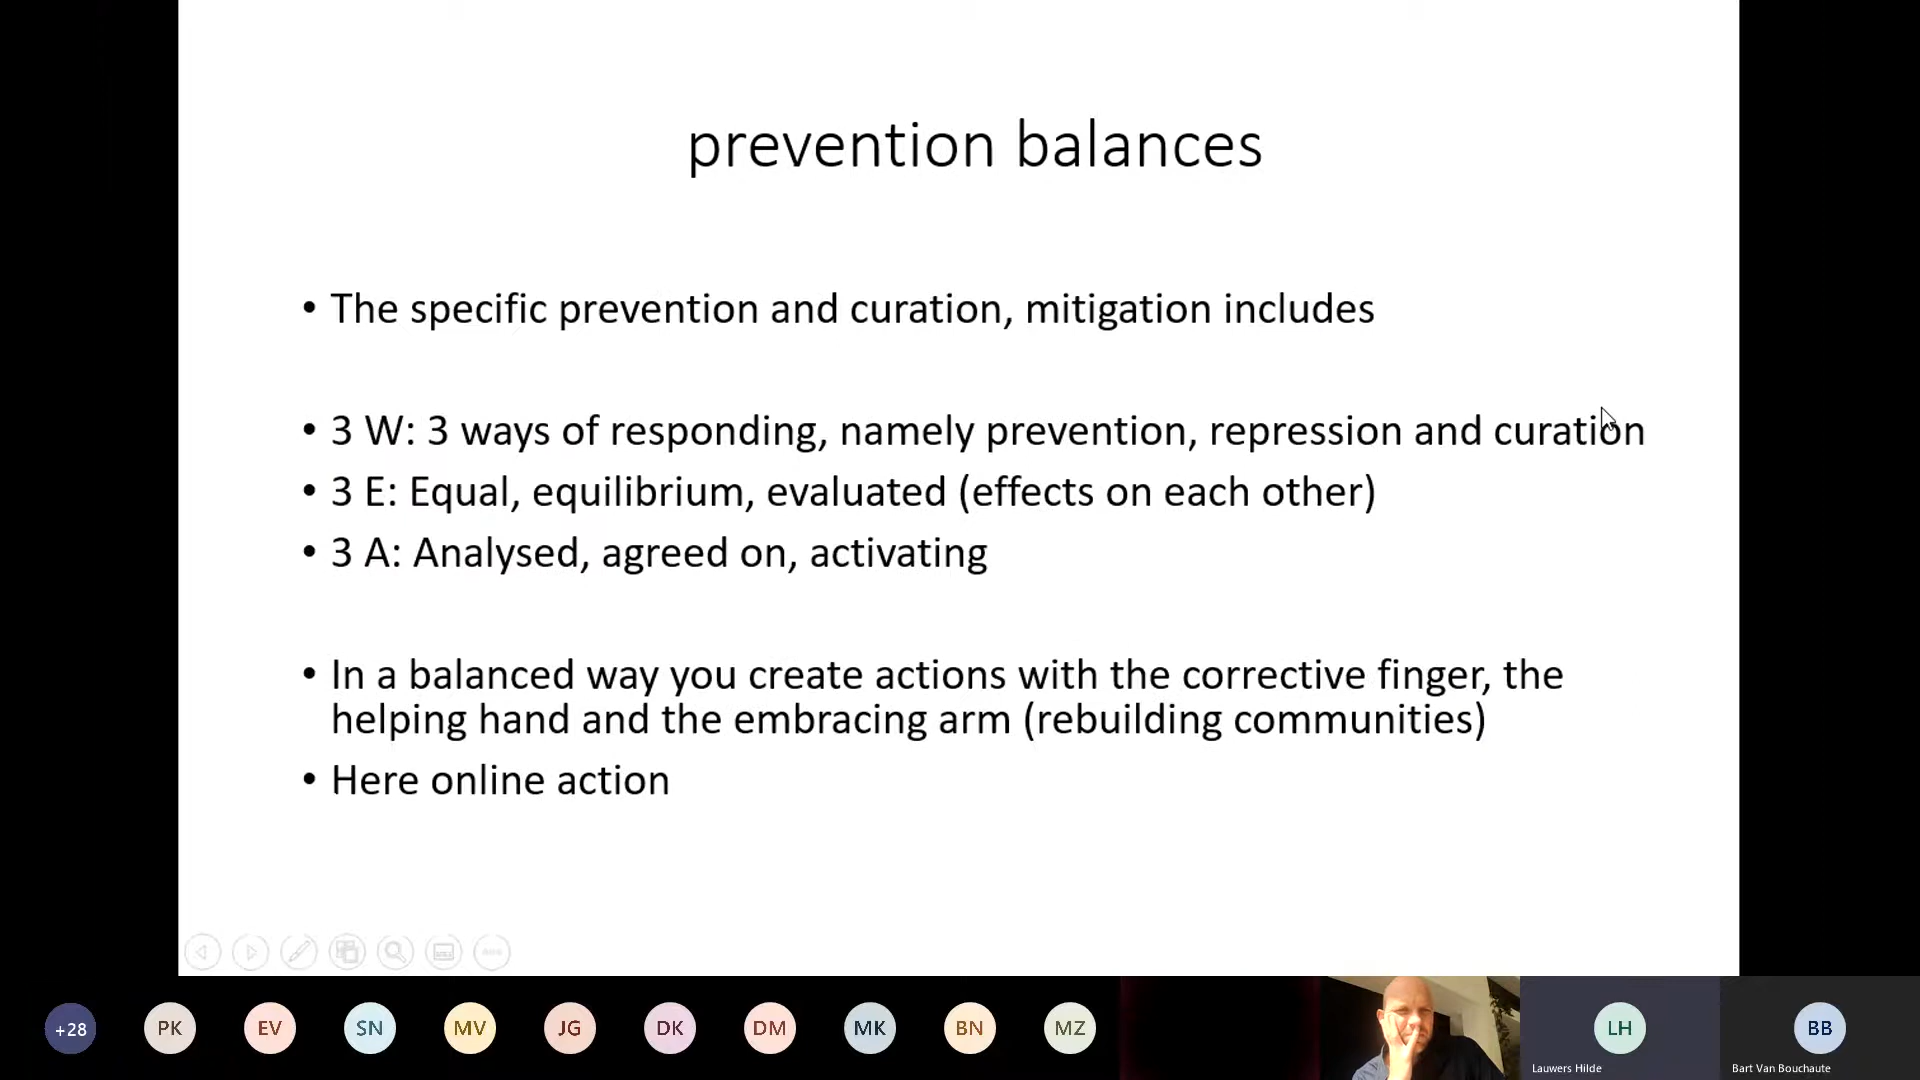 prevention balances
• The specific prevention and curation, mitigation includes
• 3 W: 3 ways of responding, namely prevention, repression and curation
• 3 E: Equal, equilibrium, evaluated (effects on each other)
• 3 A: Analysed, agreed on, activating
• In a balanced way you create actions with the corrective finger, the
helping hand and the embracing arm (rebuilding communities)
• Here online action
+28 PK EV SN MV JG DK DM MK BN MZ LH BB
Lauwers Hilde Bart Van Bouchaute